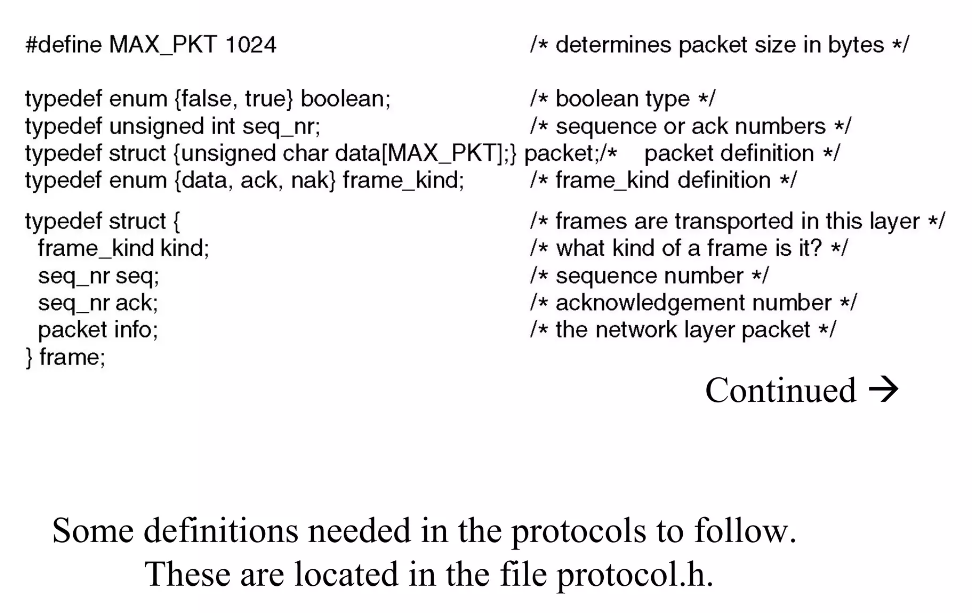 #define MAX_PKT 1024 /* determines packet size in bytes */
typedef enum {false, true} boolean; /* boolean type */
typedef unsigned int seq_nr; /* sequence or ack numbers */
typedef struct {unsigned char data[MAX_PKT];} packet;/* packet definition */
typedef enum {data, ack, nak} frame_kind; /* frame_kind definition */
typedef struct { /* frames are transported in this layer */
frame_kind kind; /* what kind of a frame is it? */
seq_nr seq; /* sequence number */
seq_nr ack; /* acknowledgement number */
packet info; /* the network layer packet */
} frame;
Continued →
Some definitions needed in the protocols to follow.
These are located in the file protocol.h.